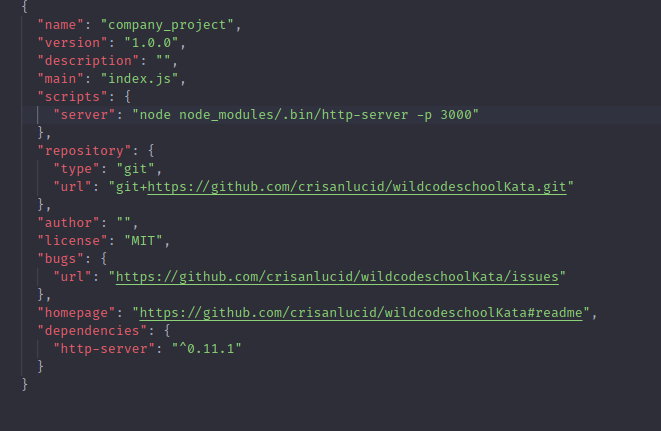 {
"name": "company_project",
"version": "1.0.0",
"description": "",
"main": "index.js",
"scripts": {
"server": "node node_modules/.bin/http-server -p 3000"
},
"repository": {
"type": "git",
"url": "git+https://github.com/crisanlucid/wildcodeschoolKata.git"
},
"author": "",
"license": "MIT",
"bugs": {
"url": "https://github.com/crisanlucid/wildcodeschoolKata/issues"
},
"homepage": "https://github.com/crisanlucid/wildcodeschoolKata#readme",
"dependencies": {
"http-server": "^0.11.1"
}
}